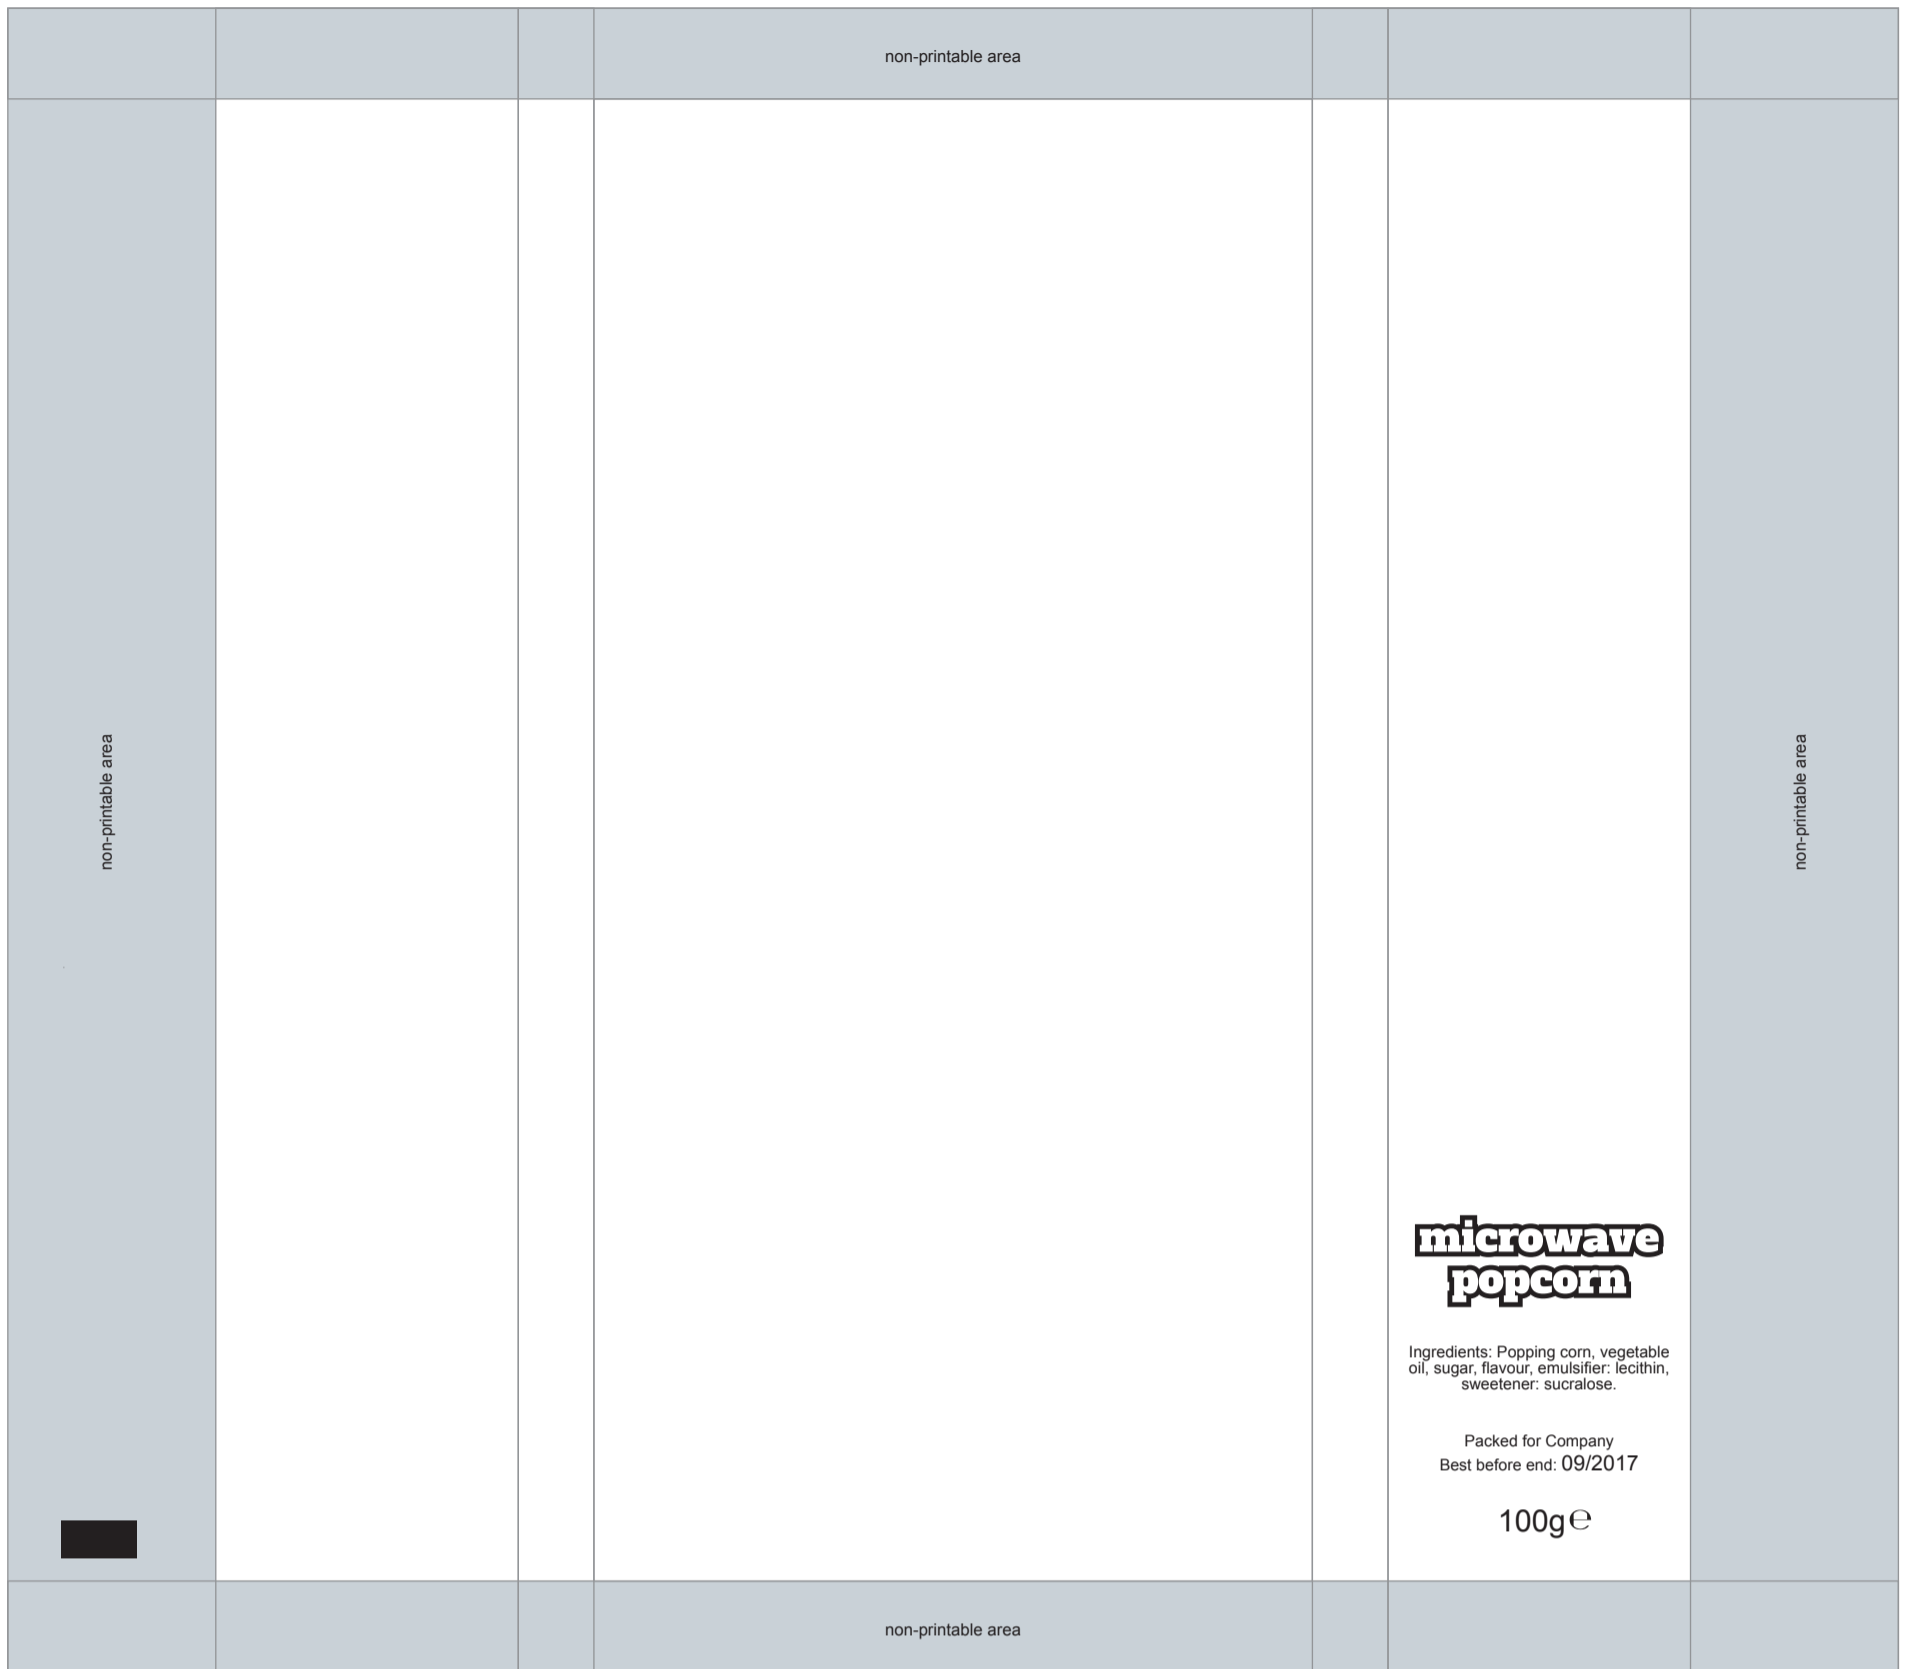 non-printable area
non-printable area
non-printable area
microwave
popcorn
Ingredients: Popping corn, vegetable
oil, sugar, flavour, emulsifier: lecithin,
sweetener: sucralose.
Packed for Company
Best before end: 09/2017
100g℮
non-printable area